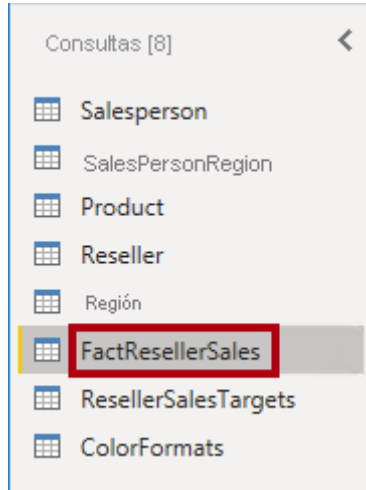 Consultas [8]
Salesperson
SalesPersonRegion
Product
Reseller
Región
FactResellerSales
ResellerSalesTargets
ColorFormats